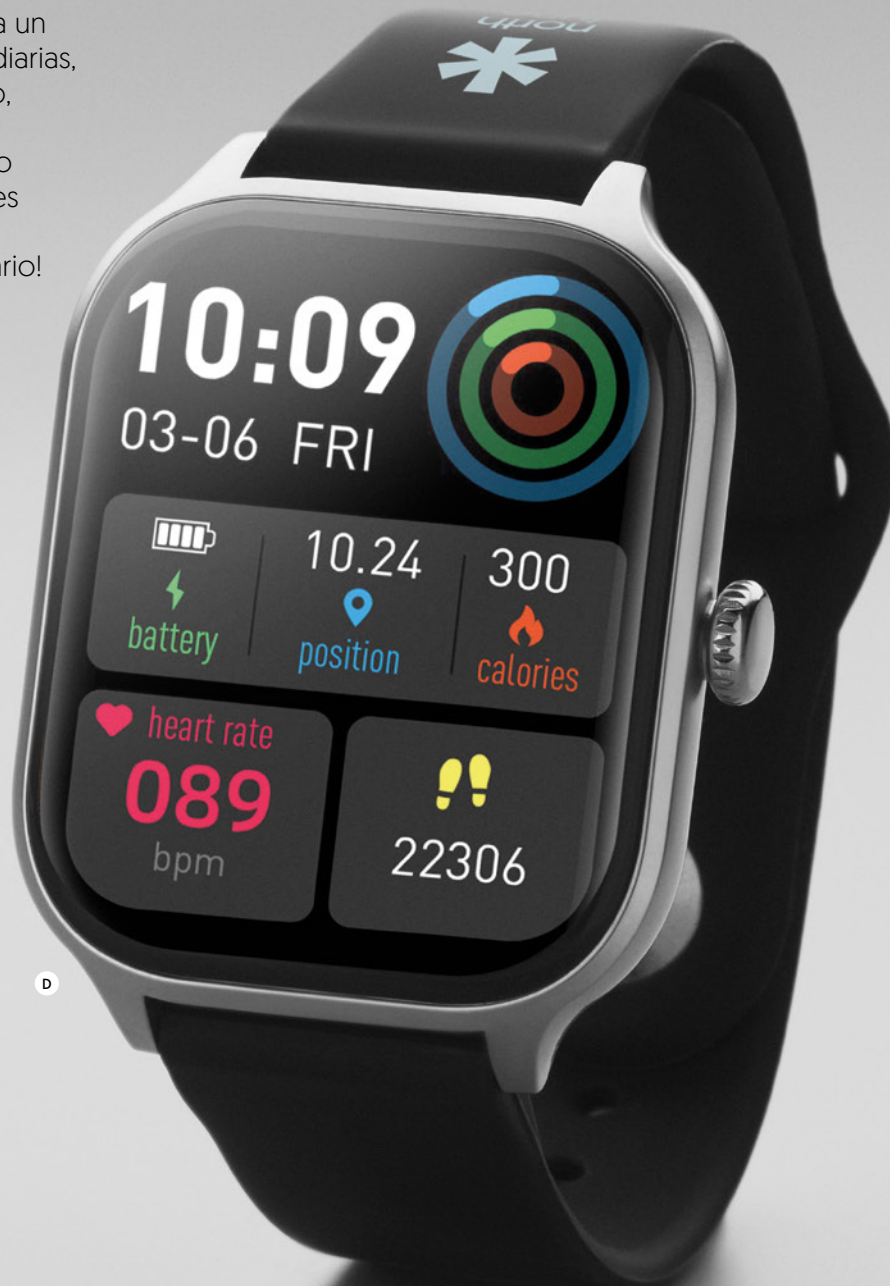 a un
diarias,
o,
o
es
ario!
north
10:09
03-06 FRI
10.24 300
battery position calories
heart rate
089
bpm
22306
D